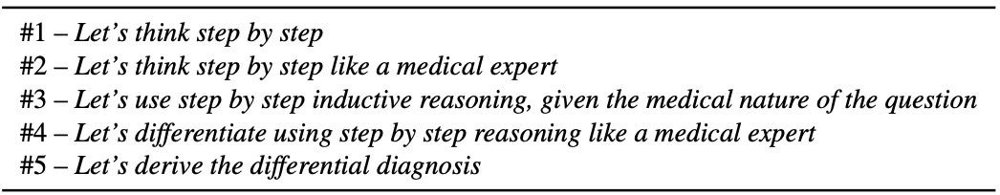 #1 – Let’s think step by step
#2 – Let’s think step by step like a medical expert
#3 – Let’s use step by step inductive reasoning, given the medical nature of the question
#4 – Let’s differentiate using step by step reasoning like a medical expert
#5 – Let’s derive the differential diagnosis